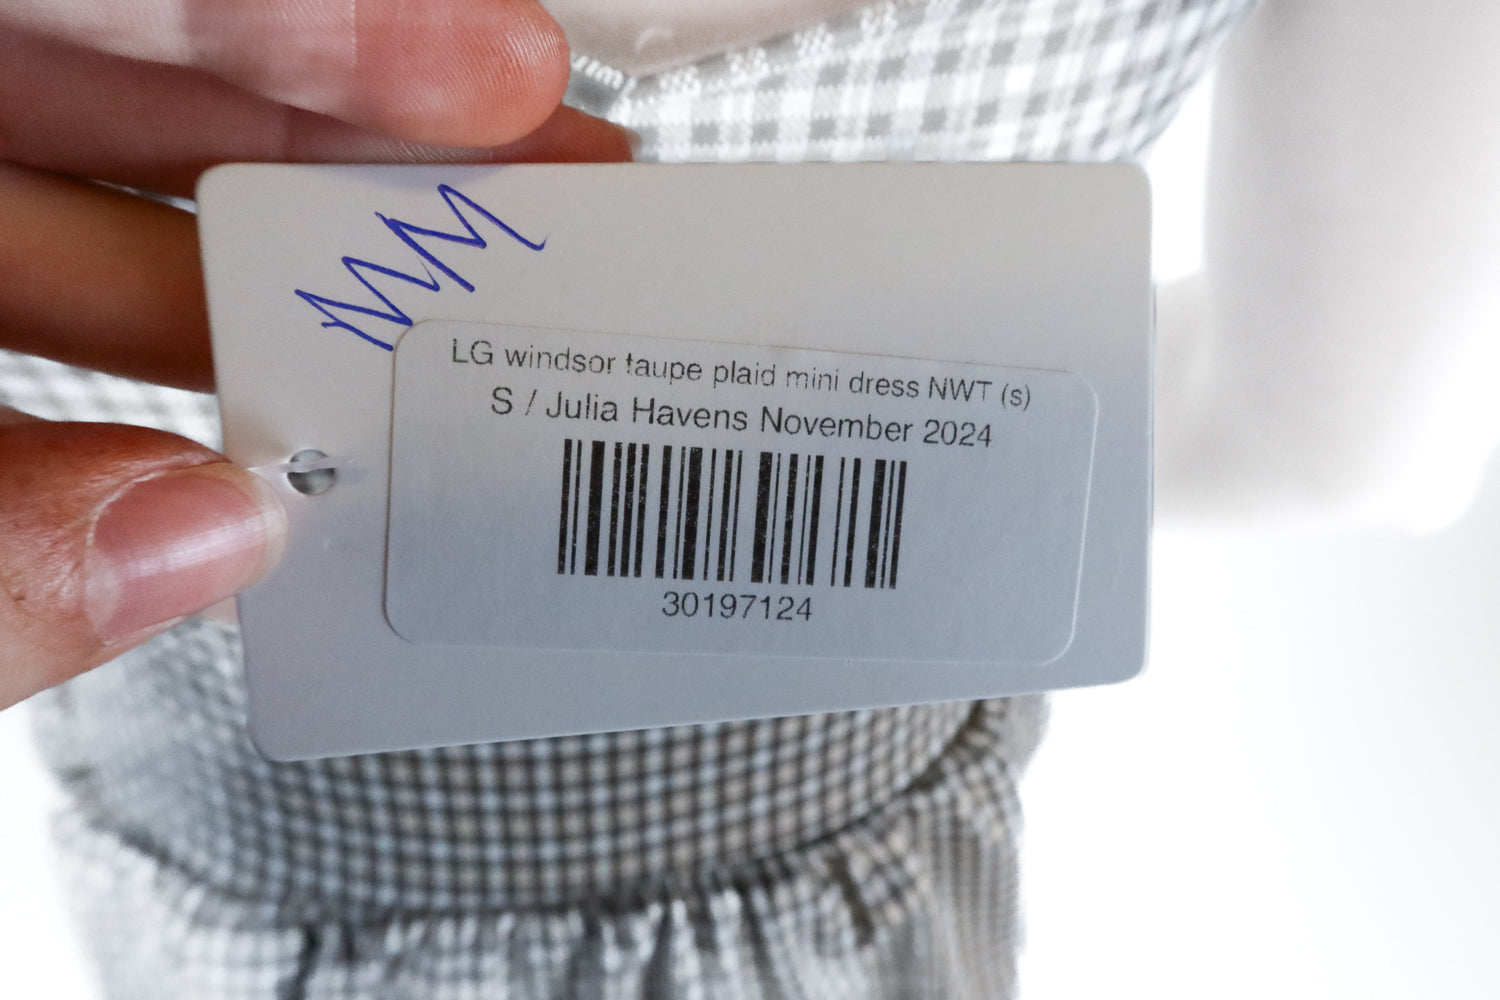 MM
LG windsor taupe plaid mini dress NWT (s)
S / Julia Havens November 2024
30197124